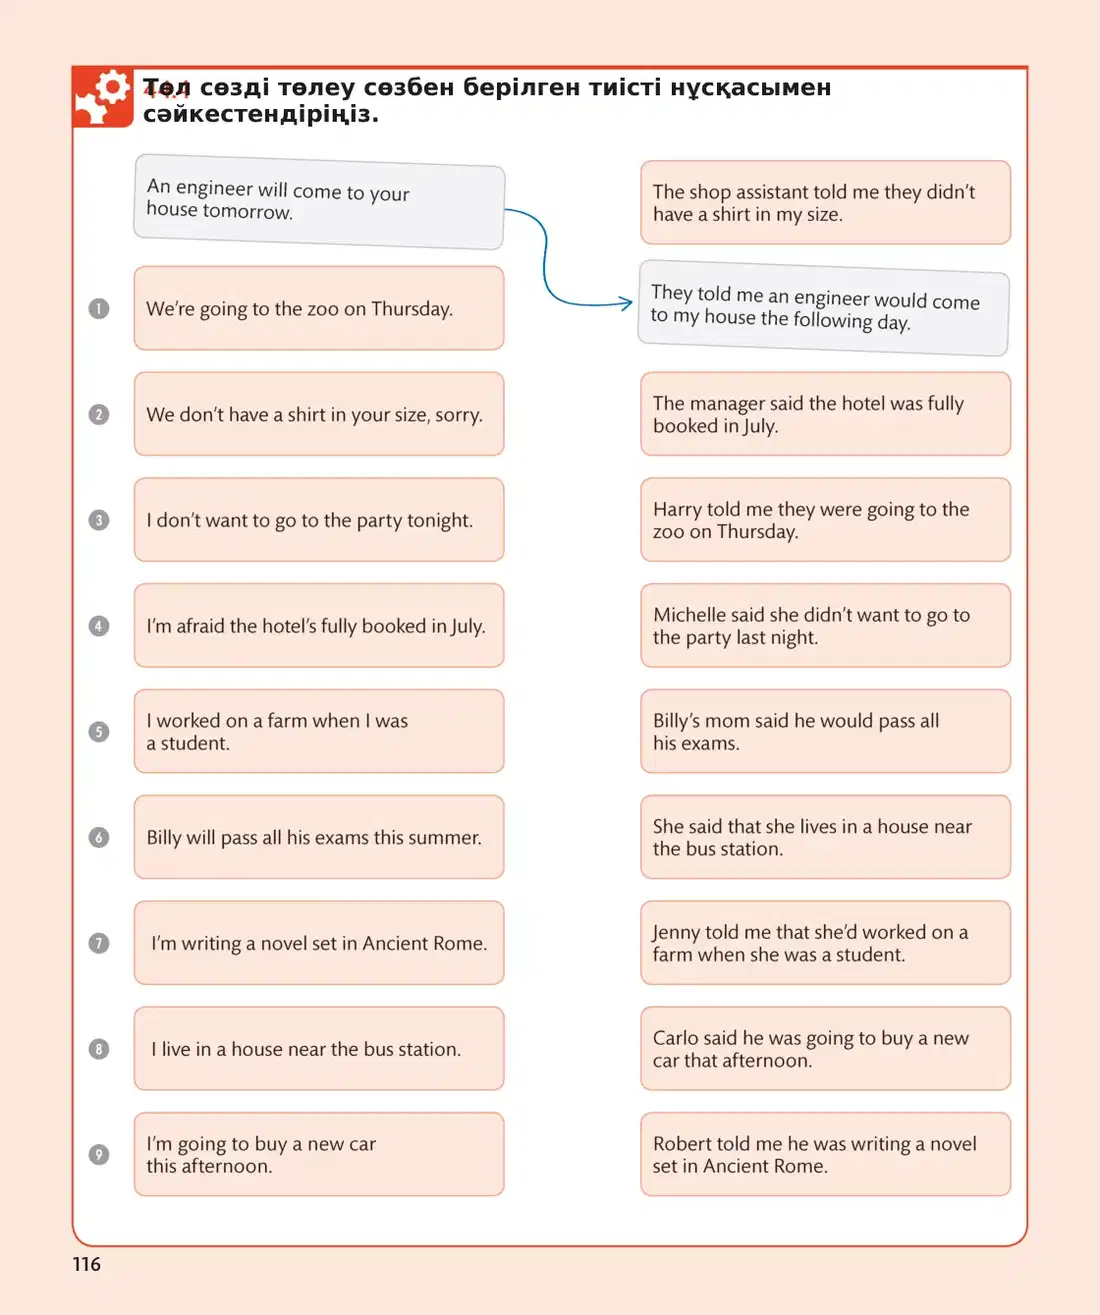 Төл сөзді төлеу сөзбен берілген тиісті нұсқасымен
сәйкестендіріңіз.
An engineer will come to your
house tomorrow.
The shop assistant told me they didn't
have a shirt in my size.
1
We're going to the zoo on Thursday.
They told me an engineer would come
to my house the following day.
2
We don't have a shirt in your size, sorry.
The manager said the hotel was fully
booked in July.
3
I don't want to go to the party tonight.
Harry told me they were going to the
zoo on Thursday.
4
I'm afraid the hotel's fully booked in July.
Michelle said she didn't want to go to
the party last night.
5
I worked on a farm when I was
a student.
Billy's mom said he would pass all
his exams.
6
Billy will pass all his exams this summer.
She said that she lives in a house near
the bus station.
7
I'm writing a novel set in Ancient Rome.
Jenny told me that she'd worked on a
farm when she was a student.
8
I live in a house near the bus station.
Carlo said he was going to buy a new
car that afternoon.
9
I'm going to buy a new car
this afternoon.
Robert told me he was writing a novel
set in Ancient Rome.
116